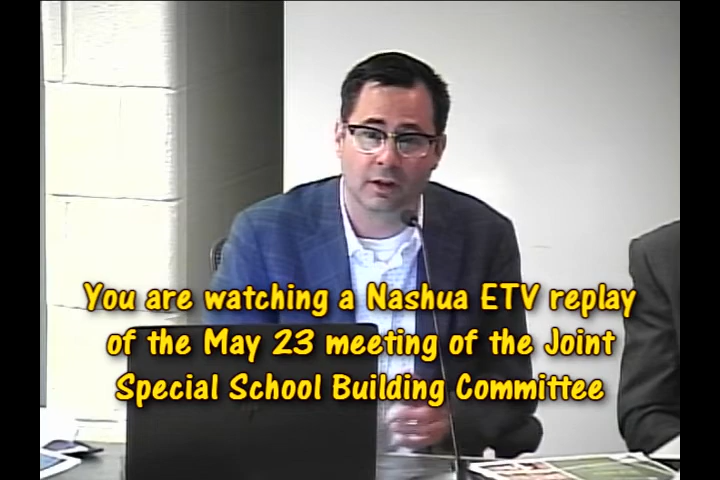 You are watching a Nashua ETV replay
of the May 23 meeting of the Joint
Special School Building Committee